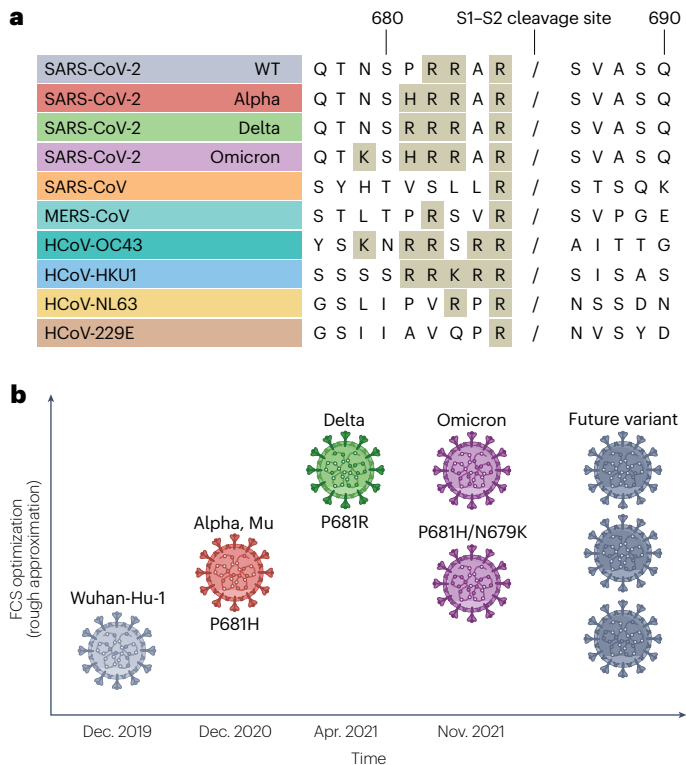 a
680 S1–S2 cleavage site 690
SARS-CoV-2 WT Q T N S P R R A R / S V A S Q
SARS-CoV-2 Alpha Q T N S H R R A R / S V A S Q
SARS-CoV-2 Delta Q T N S R R R A R / S V A S Q
SARS-CoV-2 Omicron Q T K S H R R A R / S V A S Q
SARS-CoV S Y H T V S L L R / S T S Q K
MERS-CoV S T L T P R S V R / S V P G E
HCoV-OC43 Y S K N R R S R R / A I T T G
HCoV-HKU1 S S S S R R K R R / S I S A S
HCoV-NL63 G S L I P V R P R / N S S D N
HCoV-229E G S I I A V Q P R / N V S Y D
b
FCS optimization
(rough approximation)
Delta Omicron Future variant
P681R
Alpha, Mu P681H/N679K
Wuhan-Hu-1 P681H
Dec. 2019 Dec. 2020 Apr. 2021 Nov. 2021
Time